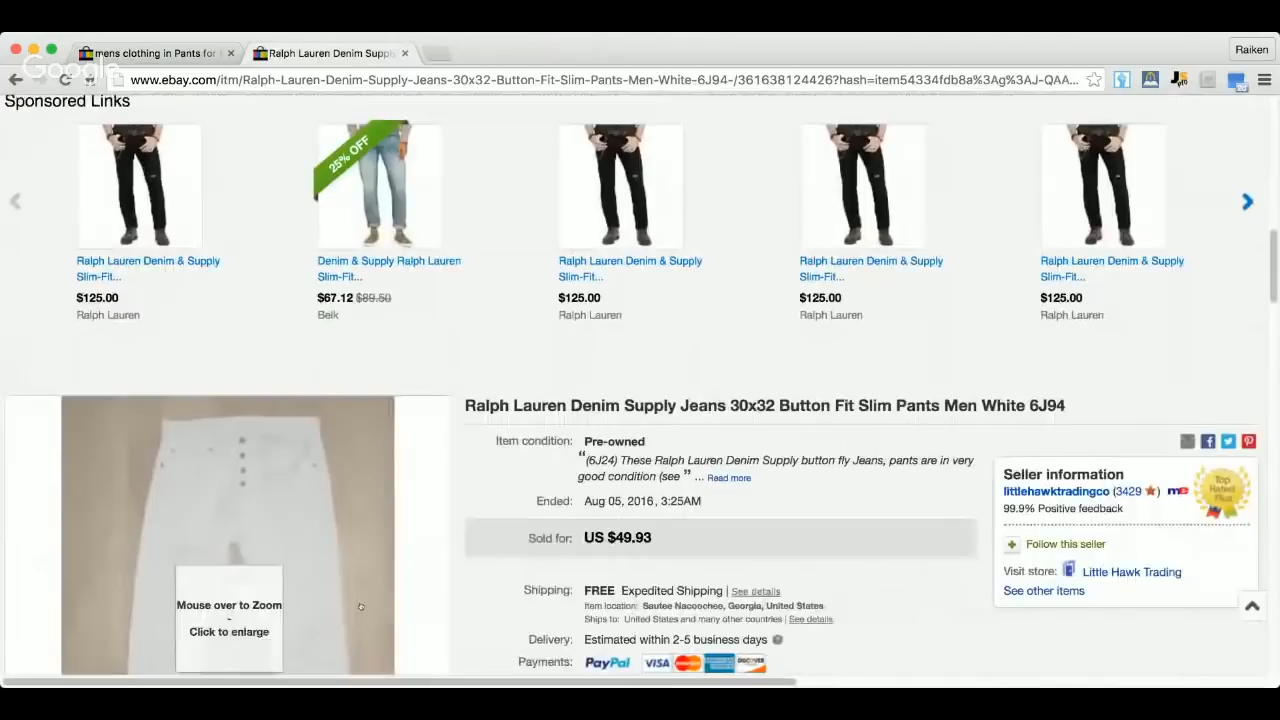 mens clothing in Pants for
Ralph Lauren Denim Suppl
Raiken
Google
www.ebay.com/itm/Ralph-Lauren-Denim-Supply-Jeans-30x32-Button-Fit-Slim-Pants-Men-White-6J94-/361638124426?hash=item54334fdb8a%3Ag%3AJ-QAA...
Sponsored Links
25% OFF
Ralph Lauren Denim & Supply
Slim-Fit...
$125.00
Ralph Lauren
Denim & Supply Ralph Lauren
Slim-Fit...
$67.12 $89.50
Belk
Ralph Lauren Denim & Supply
Slim-Fit...
$125.00
Ralph Lauren
Ralph Lauren Denim & Supply
Slim-Fit...
$125.00
Ralph Lauren
Ralph Lauren Denim & Supply
Slim-Fit...
$125.00
Ralph Lauren
Mouse over to Zoom
-
Click to enlarge
Ralph Lauren Denim Supply Jeans 30x32 Button Fit Slim Pants Men White 6J94
Item condition: Pre-owned
“(6J24) These Ralph Lauren Denim Supply button fly Jeans, pants are in very
good condition (see ” ... Read more
Ended: Aug 05, 2016, 3:25AM
Sold for: US $49.93
Shipping: FREE Expedited Shipping | See details
Item location: Sautee Nacoochee, Georgia, United States
Ships to: United States and many other countries | See details
Delivery: Estimated within 2-5 business days
Payments: PayPal VISA MasterCard DISCOVER
Seller information
littlehawktradingco (3429 ★) me
99.9% Positive feedback
Top
Rated
Plus
+ Follow this seller
Visit store: Little Hawk Trading
See other items